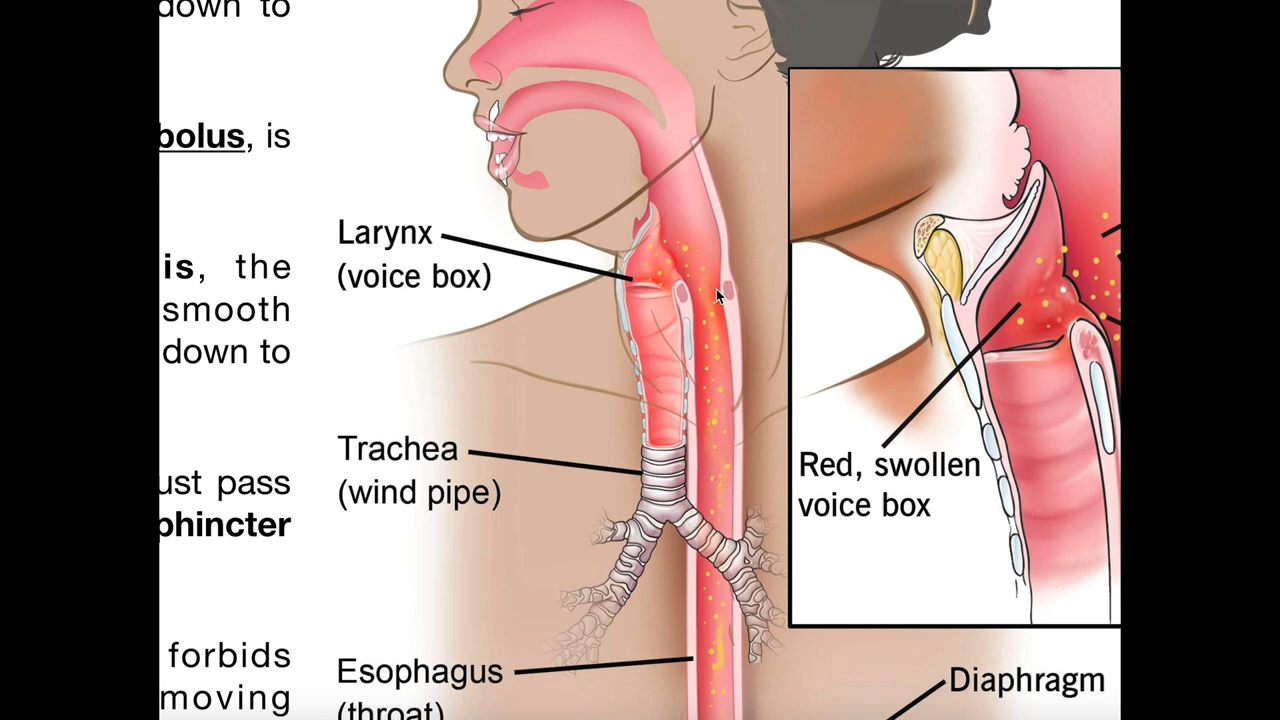 down to
bolus, is
is, the
smooth
down to
ust pass
phincter
forbids
moving
Larynx
(voice box)
Trachea
(wind pipe)
Esophagus
(throat)
Red, swollen
voice box
Diaphragm